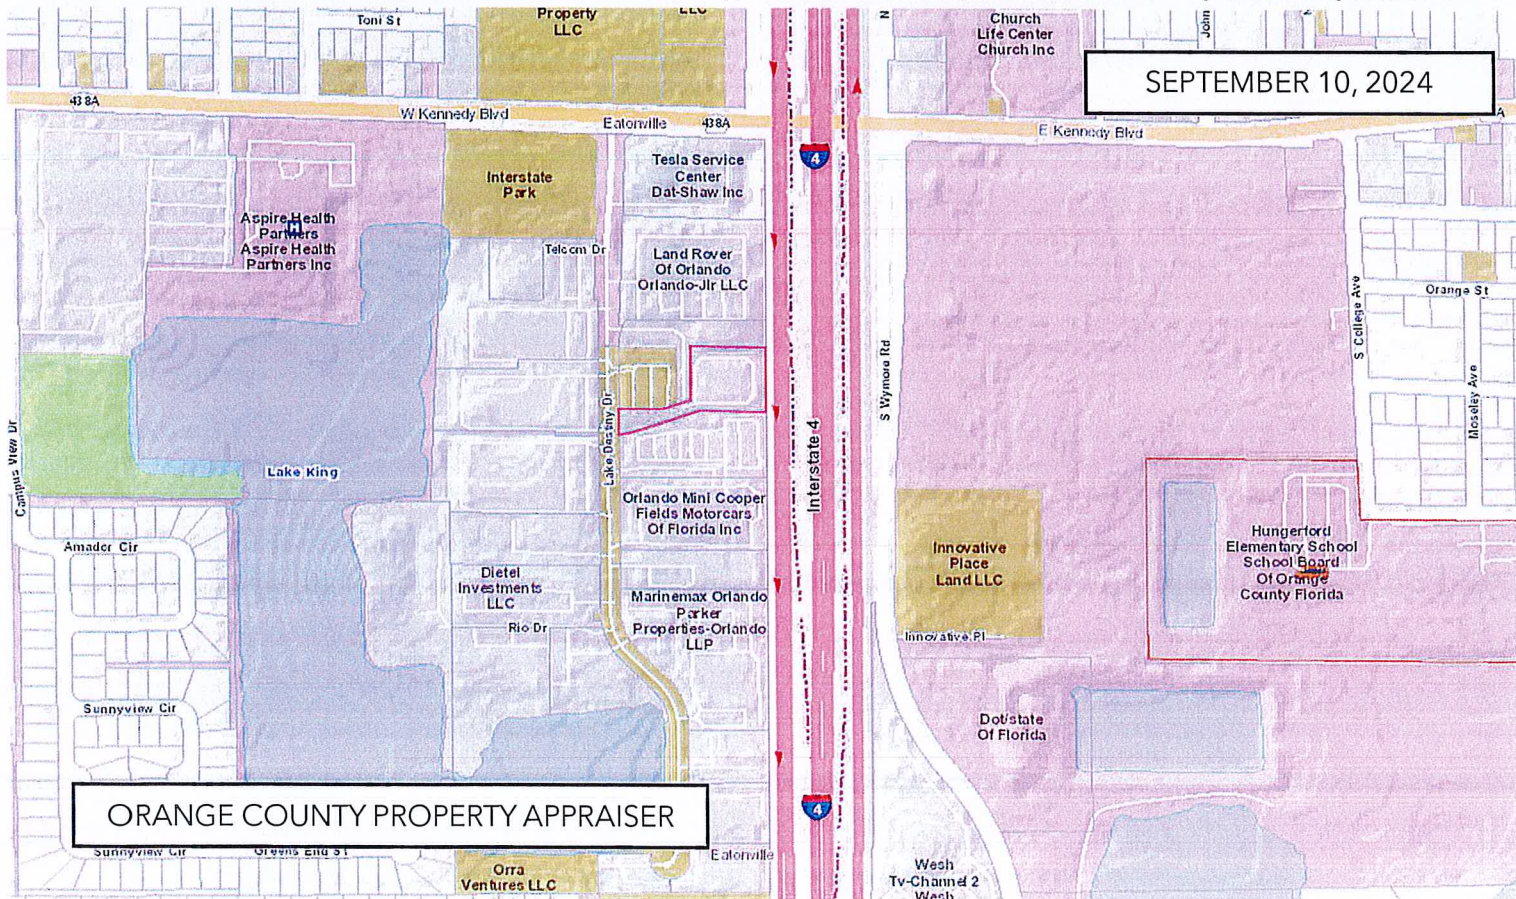 Toni St
Property
LLC
LLC
N
Church
Life Center
Church Inc
John
SEPTEMBER 10, 2024
438A
W Kennedy Blvd
Eatonville
438A
E Kennedy Blvd
A
4
Tesla Service
Center
Dat-Shaw Inc
Interstate
Park
Aspire Health
Partners
Aspire Health
Partners Inc
H
Telcom Dr
Land Rover
Of Orlando
Orlando-Jlr LLC
Orange St
S College Ave
S Wymore Rd
Moseley Ave
Lake Destiny Dr
Campus View Dr
Lake King
Interstate 4
Orlando Mini Cooper
Fields Motorcars
Of Florida Inc
Amador Cir
Dietel
Investments
LLC
Innovative
Place
Land LLC
Hungerford
Elementary School
School Board
Of Orange
County Florida
Marinemax Orlando
Parker
Properties-Orlando
LLP
Rio Dr
Innovative Pl
Sunnyview Cir
Dot/state
Of Florida
4
ORANGE COUNTY PROPERTY APPRAISER
Sunnyview Cir
Greens End St
Eatonville
Orra
Ventures LLC
Wesh
Tv-Channel 2
Wesh